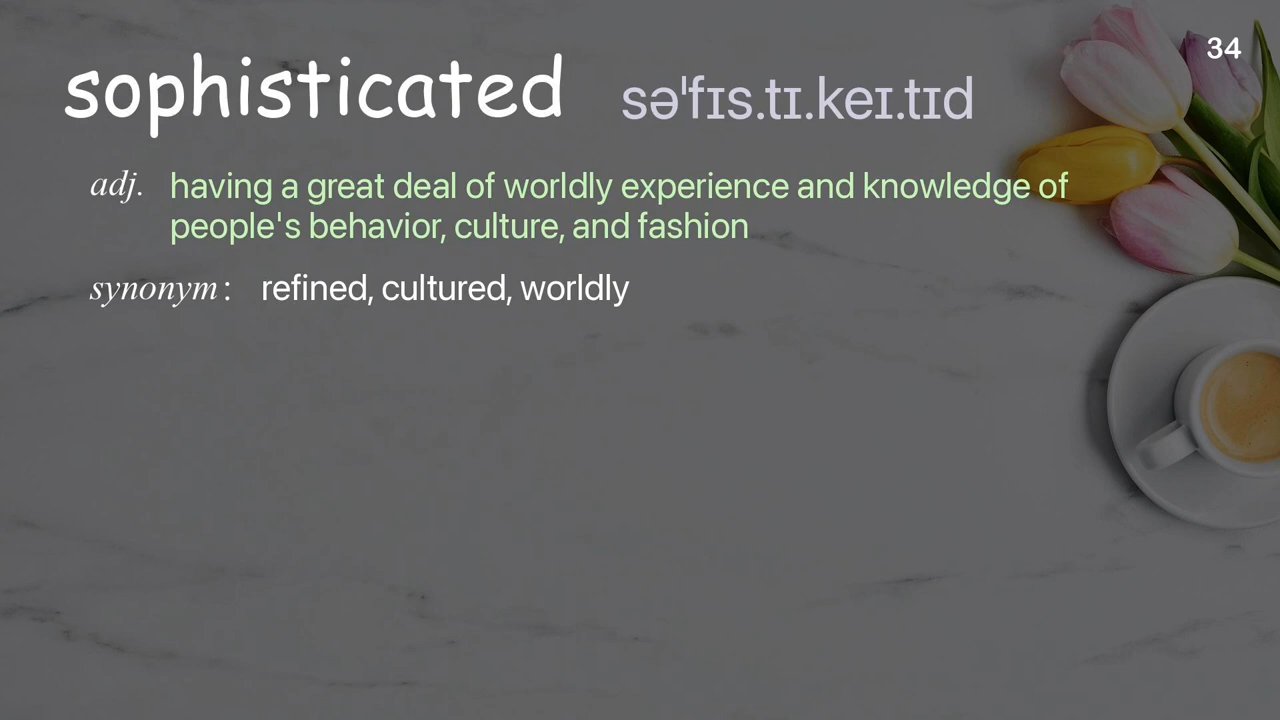 34
sophisticated səˈfɪs.tɪ.keɪ.tɪd
adj. having a great deal of worldly experience and knowledge of
people's behavior, culture, and fashion
synonym: refined, cultured, worldly